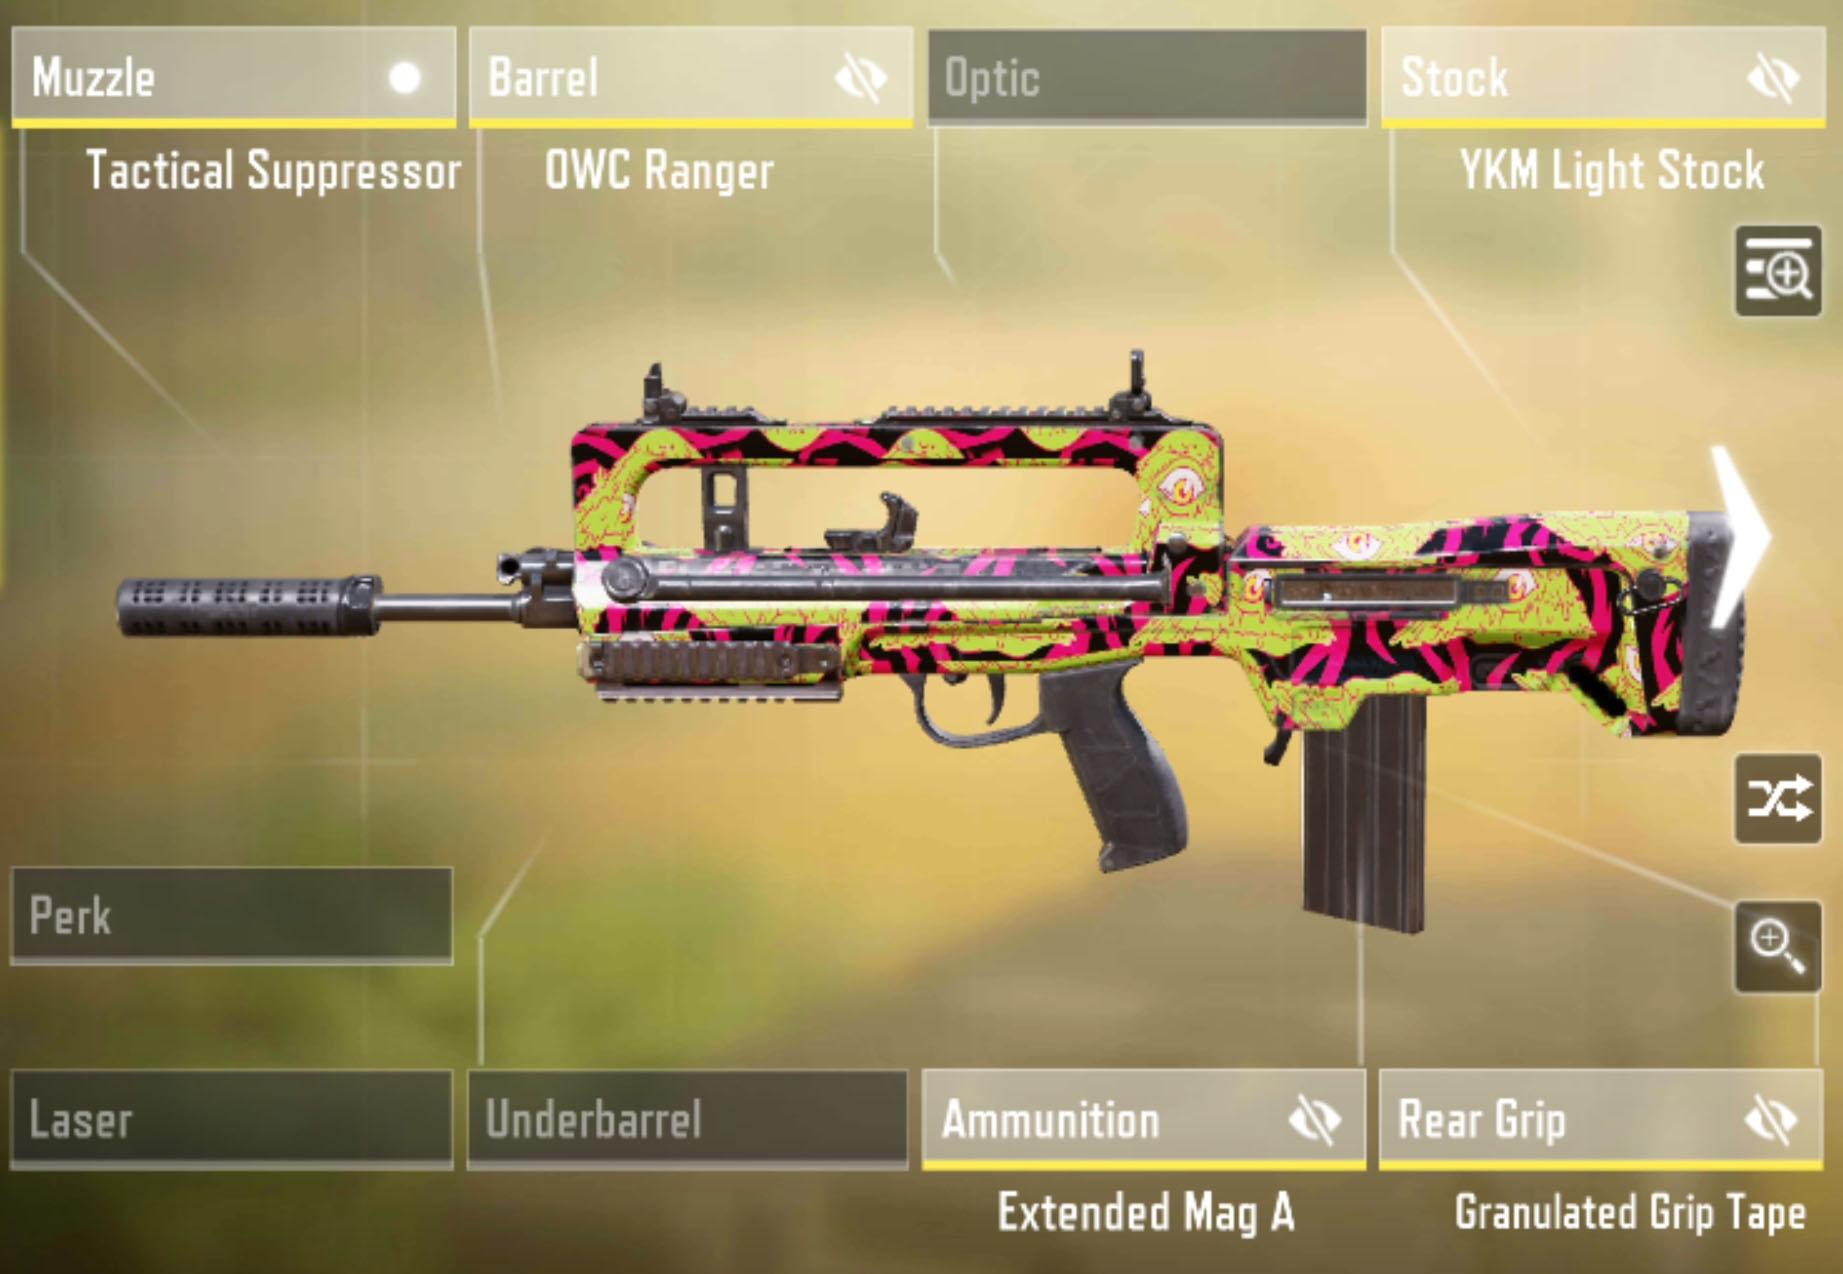 Muzzle
Barrel
Optic
Stock
Tactical Suppressor
OWC Ranger
YKM Light Stock
Perk
Laser
Underbarrel
Ammunition
Rear Grip
Extended Mag A
Granulated Grip Tape